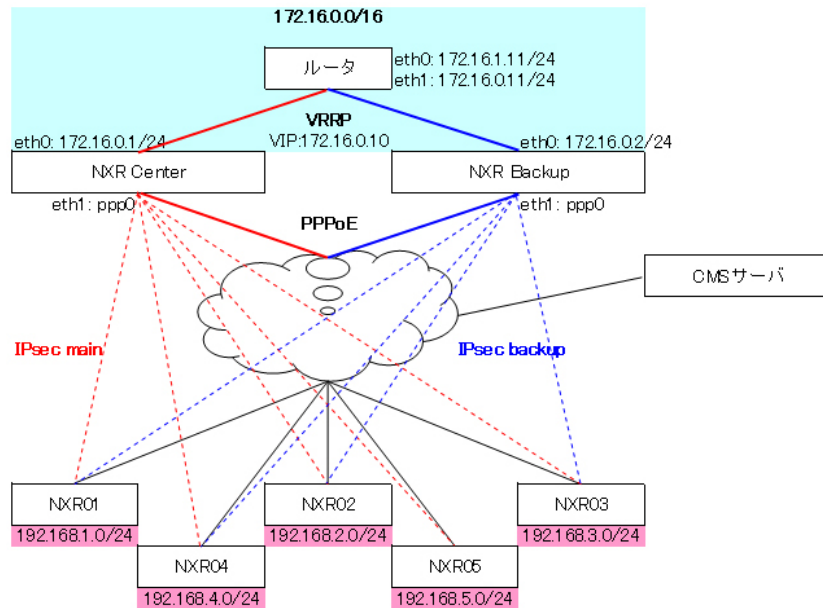 172.16.0.0/16
ルータ
eth0: 172.16.1.11/24
eth1: 172.16.0.11/24
VRRP
VIP:172.16.0.10
eth0: 172.16.0.1/24
eth0: 172.16.0.2/24
NXR Center
NXR Backup
eth1: ppp0
eth1: ppp0
PPPoE
CMSサーバ
IPsec main
IPsec backup
NXR01
NXR02
NXR03
192.168.1.0/24
192.168.2.0/24
192.168.3.0/24
NXR04
NXR05
192.168.4.0/24
192.168.5.0/24